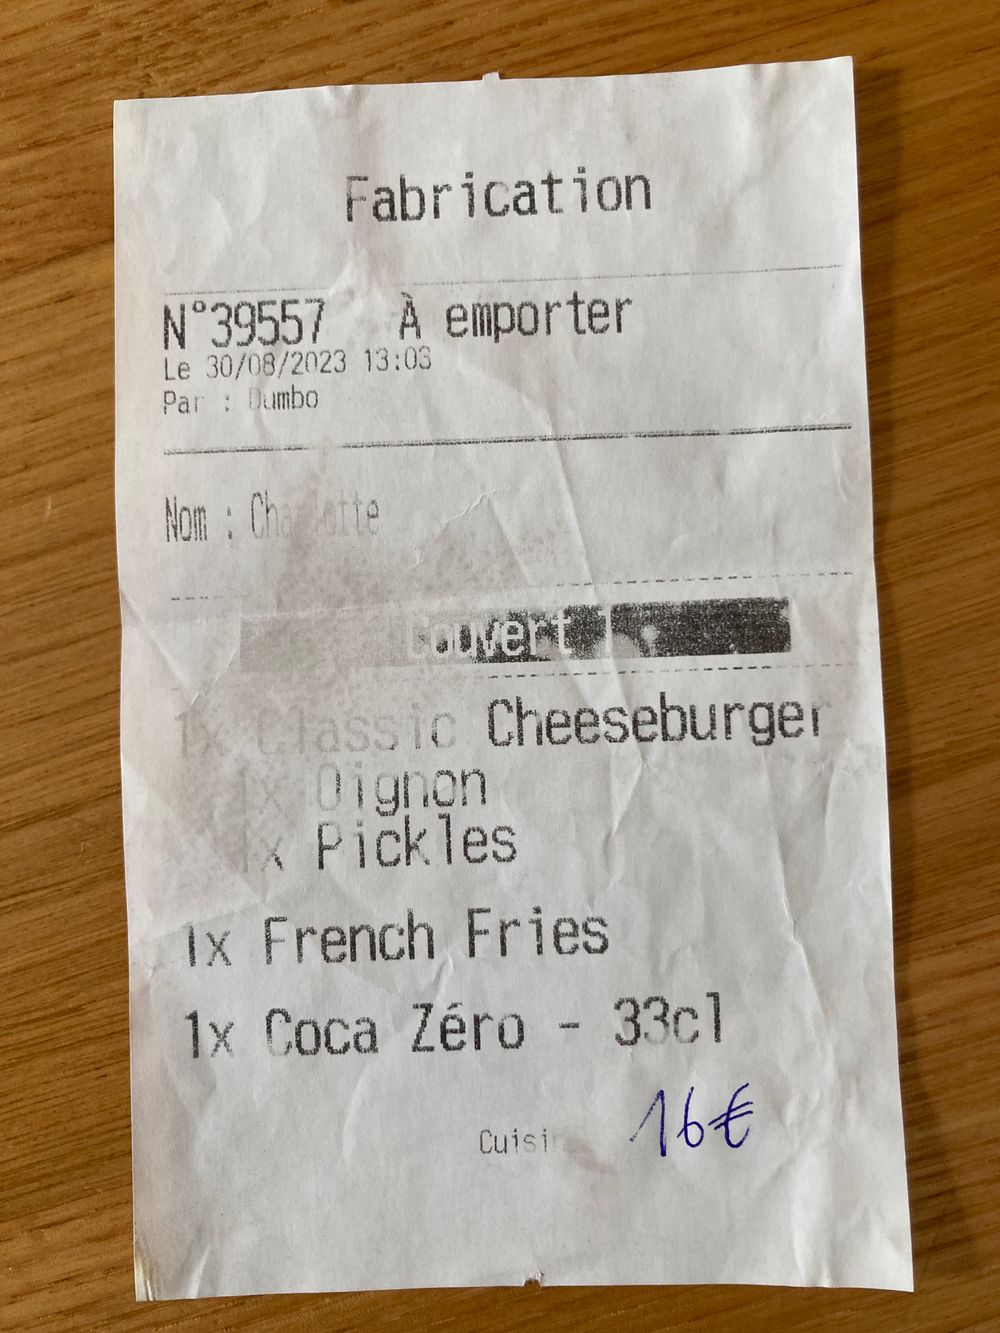 Fabrication
N°39557 À emporter
Le 30/08/2023 13:03
Par : Dumbo
Nom : Charlotte
Couvert 1
1x Classic Cheeseburger
1x Oignon
1x Pickles
1x French Fries
1x Coca Zéro - 33cl
16€